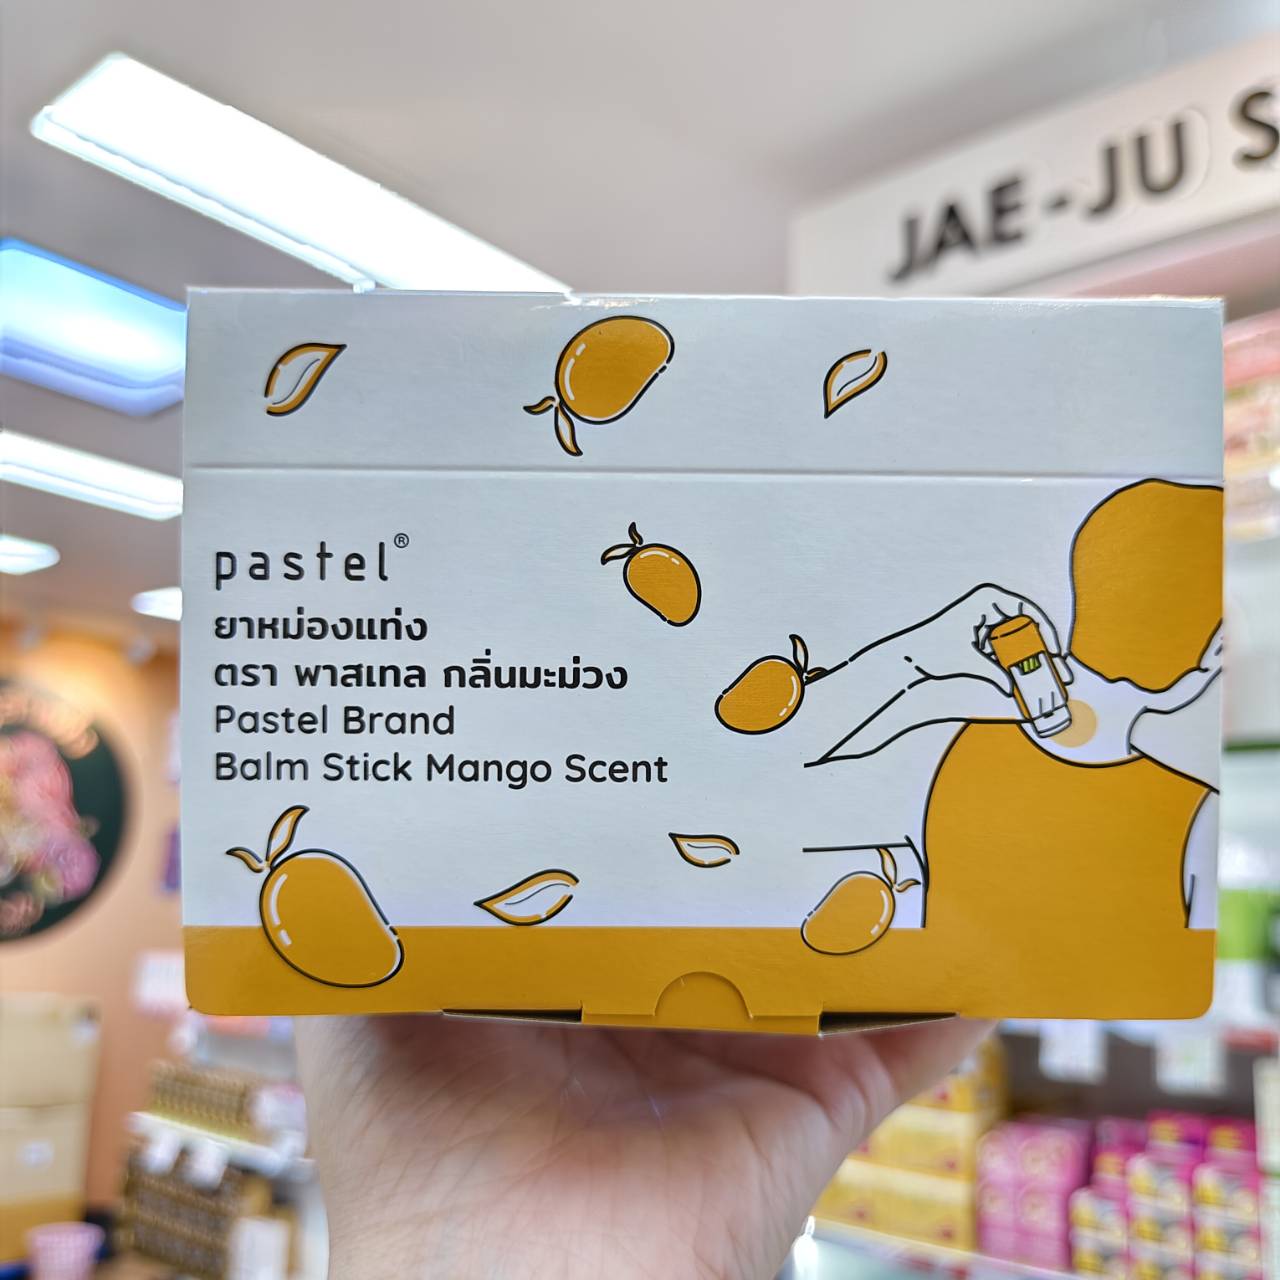 JAE-JU S
pastel®
ยาหม่องแท่ง
ตรา พาสเทล กลิ่นมะม่วง
Pastel Brand
Balm Stick Mango Scent